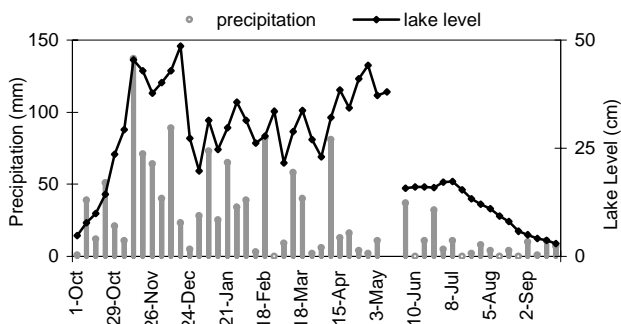 precipitation
lake level
150
100
50
0
Precipitation (mm)
50
25
0
Lake Level (cm)
1-Oct
29-Oct
26-Nov
24-Dec
21-Jan
18-Feb
18-Mar
15-Apr
3-May
10-Jun
8-Jul
5-Aug
2-Sep